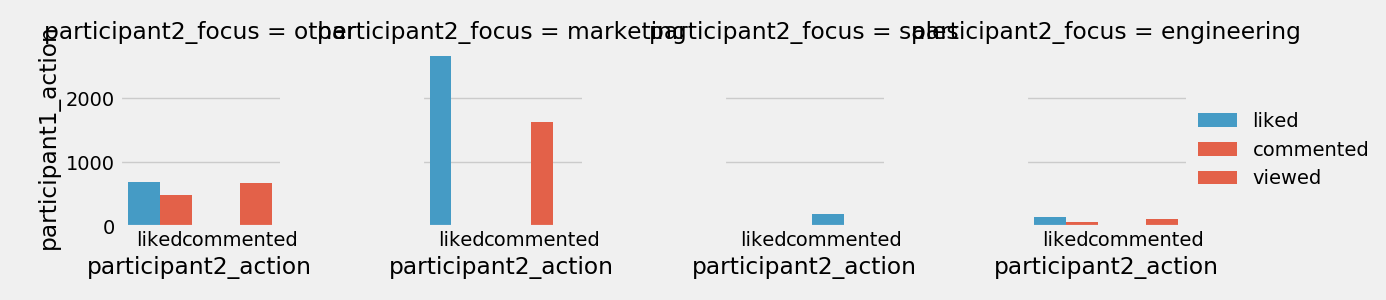 participant2_focus = other
participant2_focus = marketing
participant2_focus = sales
participant2_focus = engineering
participant1_action
2000
1000
0
liked commented
liked commented
liked commented
liked commented
participant2_action
participant2_action
participant2_action
participant2_action
liked
commented
viewed